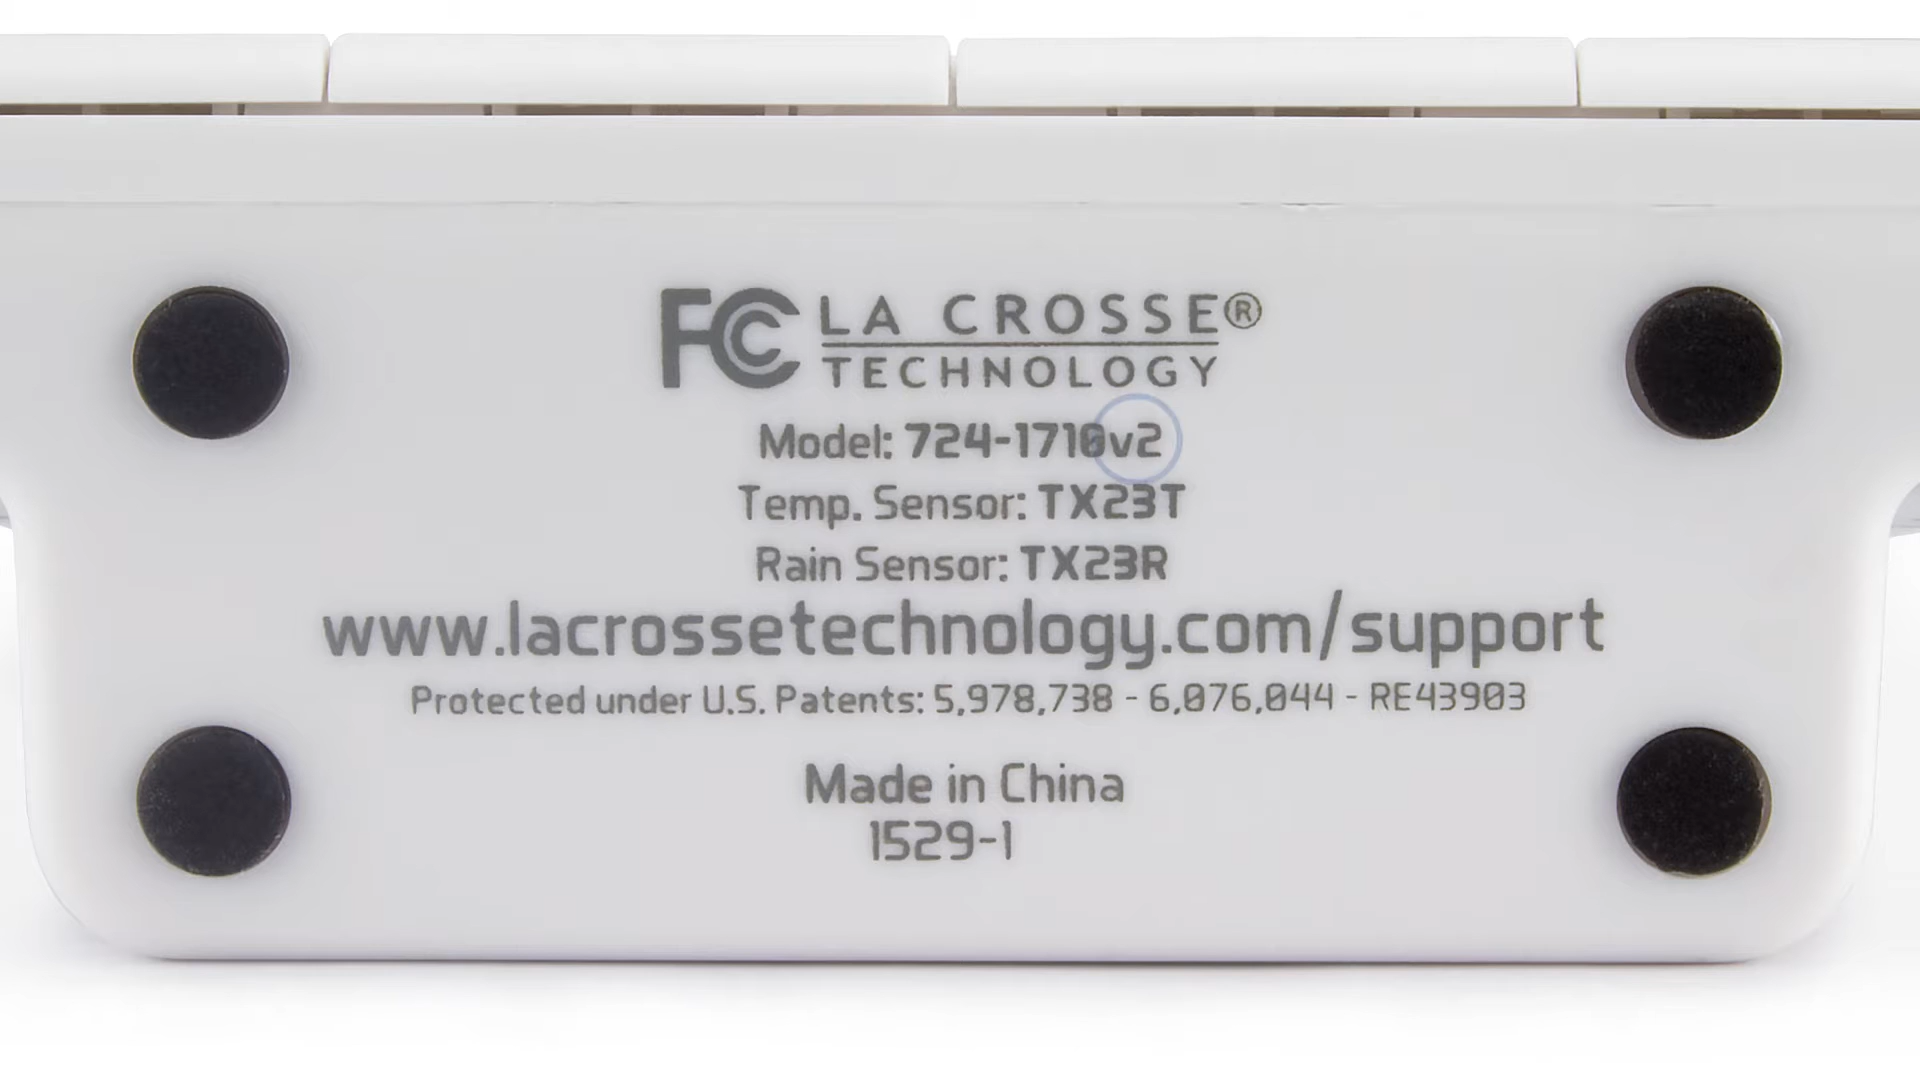 FCC LA CROSSE®
TECHNOLOGY
Model: 724-1710v2
Temp. Sensor: TX23T
Rain Sensor: TX23R
www.lacrossetechnology.com/support
Protected under U.S. Patents: 5,978,738 - 6,076,044 - RE43903
Made in China
1529-1